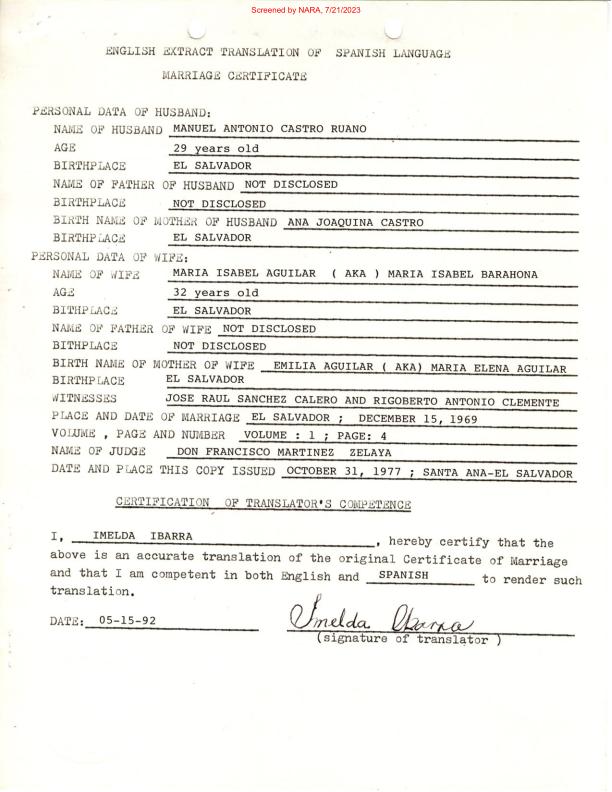 Screened by NARA, 7/21/2023
ENGLISH EXTRACT TRANSLATION OF SPANISH LANGUAGE
MARRIAGE CERTIFICATE
PERSONAL DATA OF HUSBAND:
NAME OF HUSBAND MANUEL ANTONIO CASTRO RUANO
AGE 29 years old
BIRTHPLACE EL SALVADOR
NAME OF FATHER OF HUSBAND NOT DISCLOSED
BIRTHPLACE NOT DISCLOSED
BIRTH NAME OF MOTHER OF HUSBAND ANA JOAQUINA CASTRO
BIRTHPLACE EL SALVADOR
PERSONAL DATA OF WIFE:
NAME OF WIFE MARIA ISABEL AGUILAR ( AKA ) MARIA ISABEL BARAHONA
AGE 32 years old
BITHPLACE EL SALVADOR
NAME OF FATHER OF WIFE NOT DISCLOSED
BITHPLACE NOT DISCLOSED
BIRTH NAME OF MOTHER OF WIFE EMILIA AGUILAR ( AKA) MARIA ELENA AGUILAR
BIRTHPLACE EL SALVADOR
WITNESSES JOSE RAUL SANCHEZ CALERO AND RIGOBERTO ANTONIO CLEMENTE
PLACE AND DATE OF MARRIAGE EL SALVADOR ; DECEMBER 15, 1969
VOLUME , PAGE AND NUMBER VOLUME : 1 ; PAGE: 4
NAME OF JUDGE DON FRANCISCO MARTINEZ ZELAYA
DATE AND PLACE THIS COPY ISSUED OCTOBER 31, 1977 ; SANTA ANA-EL SALVADOR
CERTIFICATION OF TRANSLATOR'S COMPETENCE
I, IMELDA IBARRA , hereby certify that the
above is an accurate translation of the original Certificate of Marriage
and that I am competent in both English and SPANISH to render such
translation.
DATE: 05-15-92 Imelda Ibarra
(signature of translator )